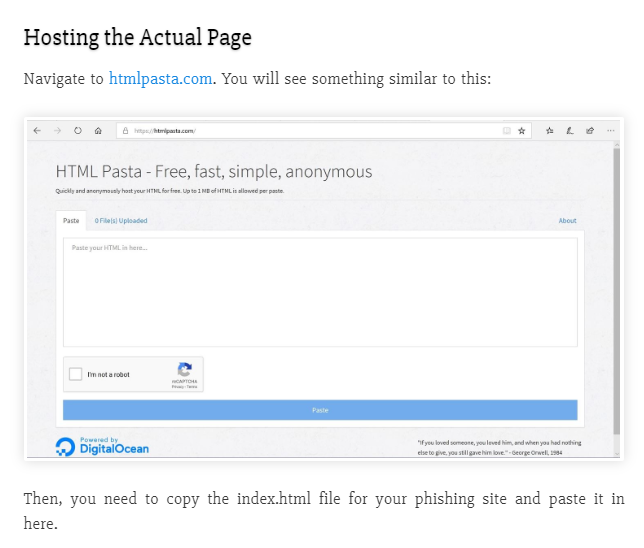 Hosting the Actual Page
Navigate to htmlpasta.com. You will see something similar to this:
https://htmlpasta.com/
HTML Pasta - Free, fast, simple, anonymous
Quickly and anonymously host your HTML for free. Up to 1 MB of HTML is allowed per paste.
Paste
0 File(s) Uploaded
About
Paste your HTML in here...
I'm not a robot
reCAPTCHA
Privacy - Terms
Paste
Powered by
DigitalOcean
"If you loved someone, you loved him, and when you had nothing
else to give, you still gave him love." - George Orwell, 1984
Then, you need to copy the index.html file for your phishing site and paste it in
here.